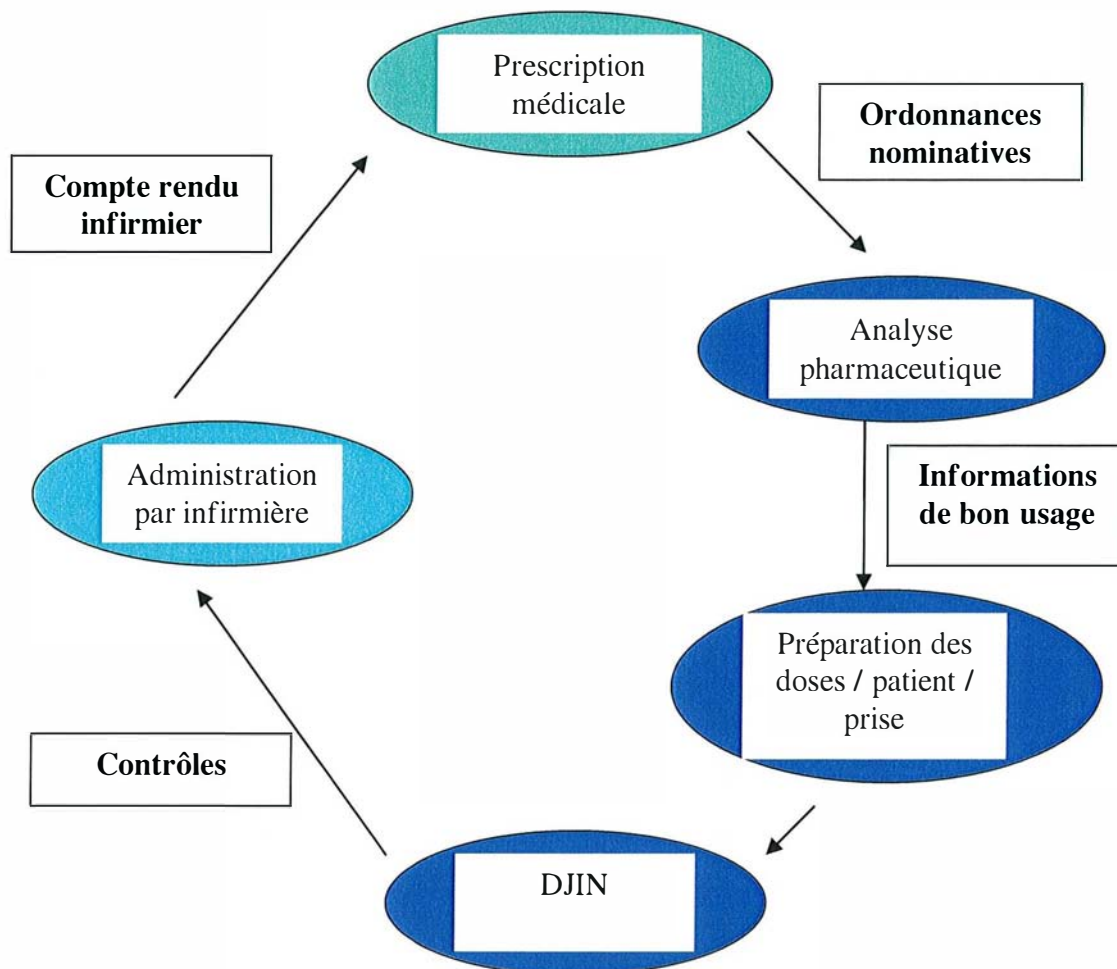 Prescription
médicale
Ordonnances
nominatives
Compte rendu
infirmier
Analyse
pharmaceutique
Administration
par infirmière
Informations
de bon usage
Préparation des
doses / patient /
prise
Contrôles
DJIN